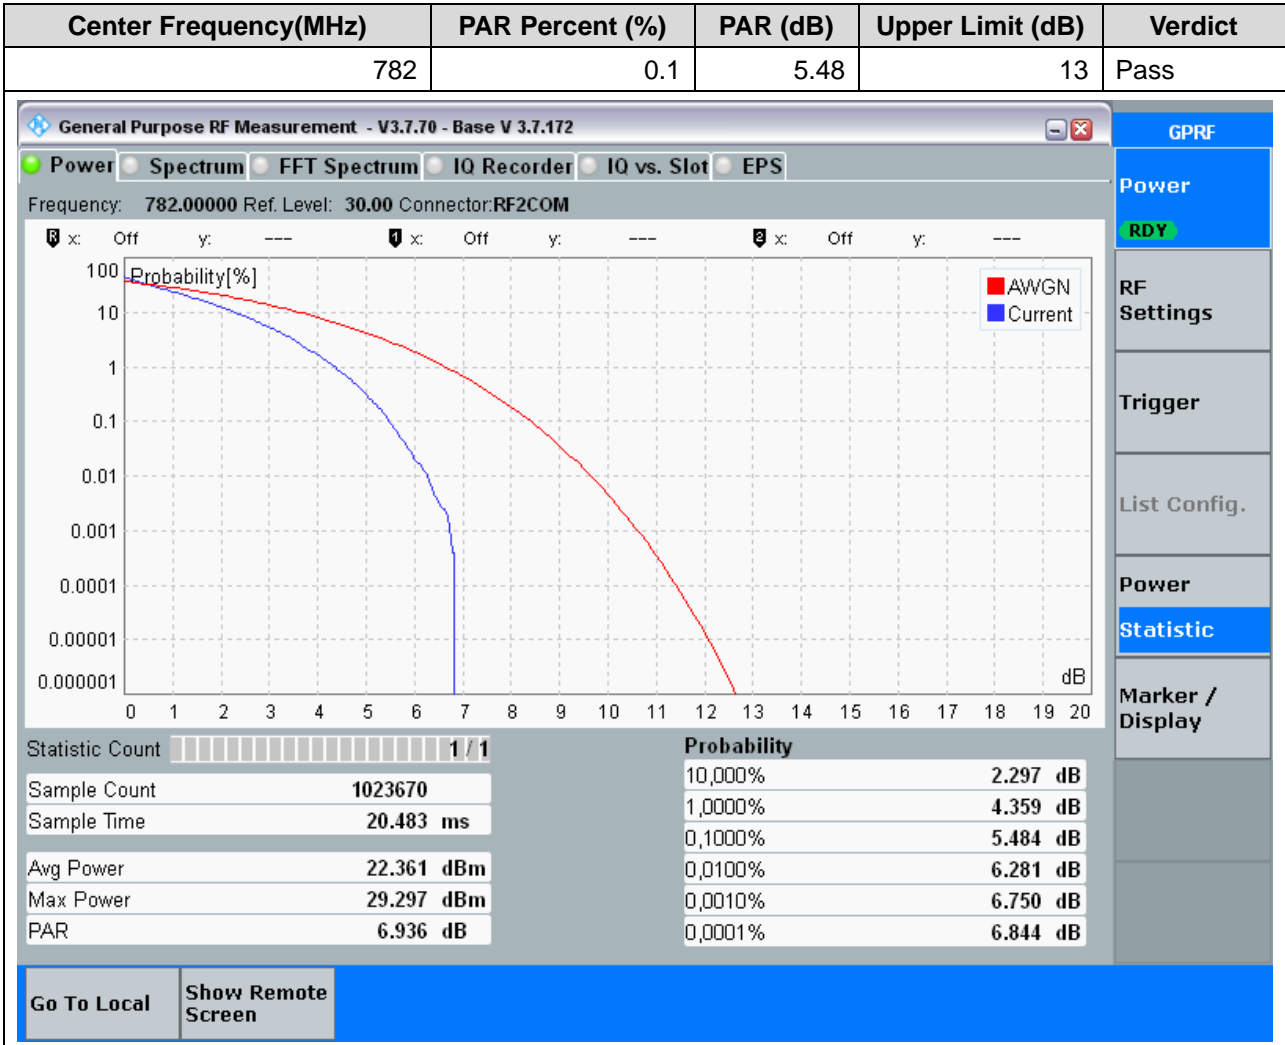 Center Frequency(MHz) PAR Percent (%) PAR (dB) Upper Limit (dB) Verdict
782 0.1 5.48 13 Pass
General Purpose RF Measurement - V3.7.70 - Base V 3.7.172
GPRF
Power Spectrum FFT Spectrum IQ Recorder IQ vs. Slot EPS
Power
RDY
Frequency: 782.00000 Ref. Level: 30.00 Connector:RF2COM
R x: Off y: --- 1 x: Off y: --- 2 x: Off y: ---
Probability[%]
AWGN
Current
100
10
1
0.1
0.01
0.001
0.0001
0.00001
0.000001
dB
0 1 2 3 4 5 6 7 8 9 10 11 12 13 14 15 16 17 18 19 20
RF
Settings
Trigger
List Config.
Power
Statistic
Marker /
Display
Statistic Count 1 / 1
Sample Count 1023670
Sample Time 20.483 ms
Avg Power 22.361 dBm
Max Power 29.297 dBm
PAR 6.936 dB
Probability
10,000% 2.297 dB
1,0000% 4.359 dB
0,1000% 5.484 dB
0,0100% 6.281 dB
0,0010% 6.750 dB
0,0001% 6.844 dB
Go To Local
Show Remote
Screen